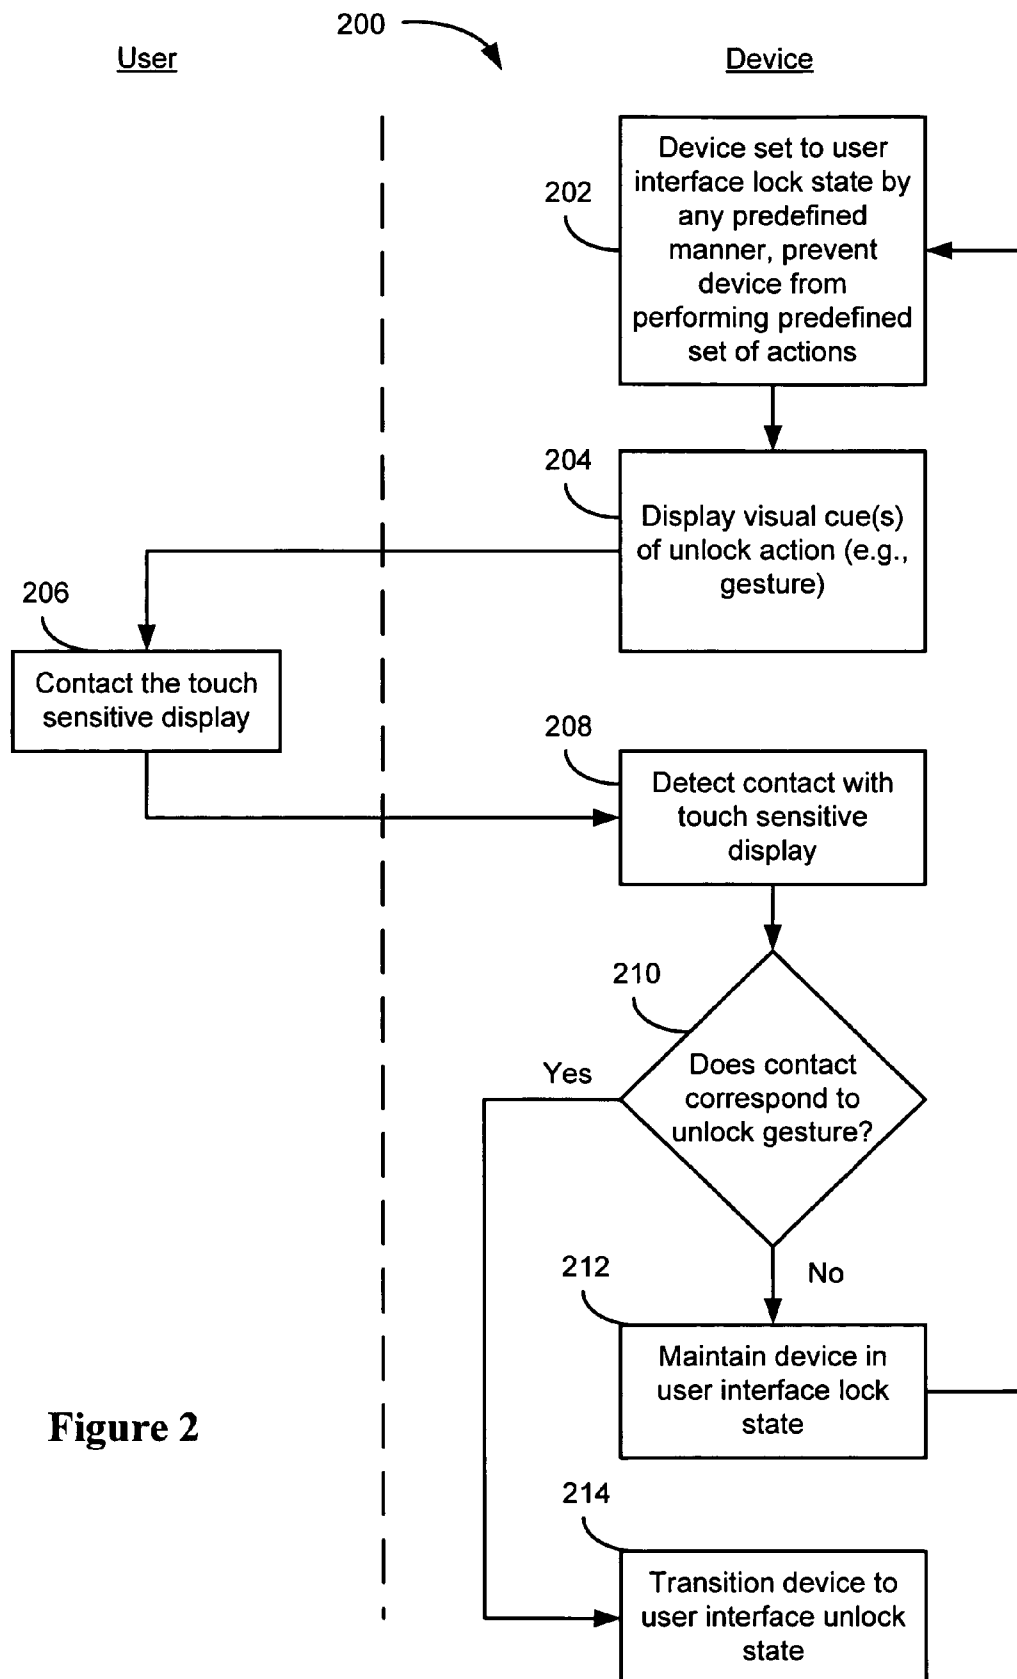 200
User
Device
202
Device set to user
interface lock state by
any predefined
manner, prevent
device from
performing predefined
set of actions
204
Display visual cue(s)
of unlock action (e.g.,
gesture)
206
Contact the touch
sensitive display
208
Detect contact with
touch sensitive
display
210
Does contact
correspond to
unlock gesture?
Yes
No
212
Maintain device in
user interface lock
state
Figure 2
214
Transition device to
user interface unlock
state